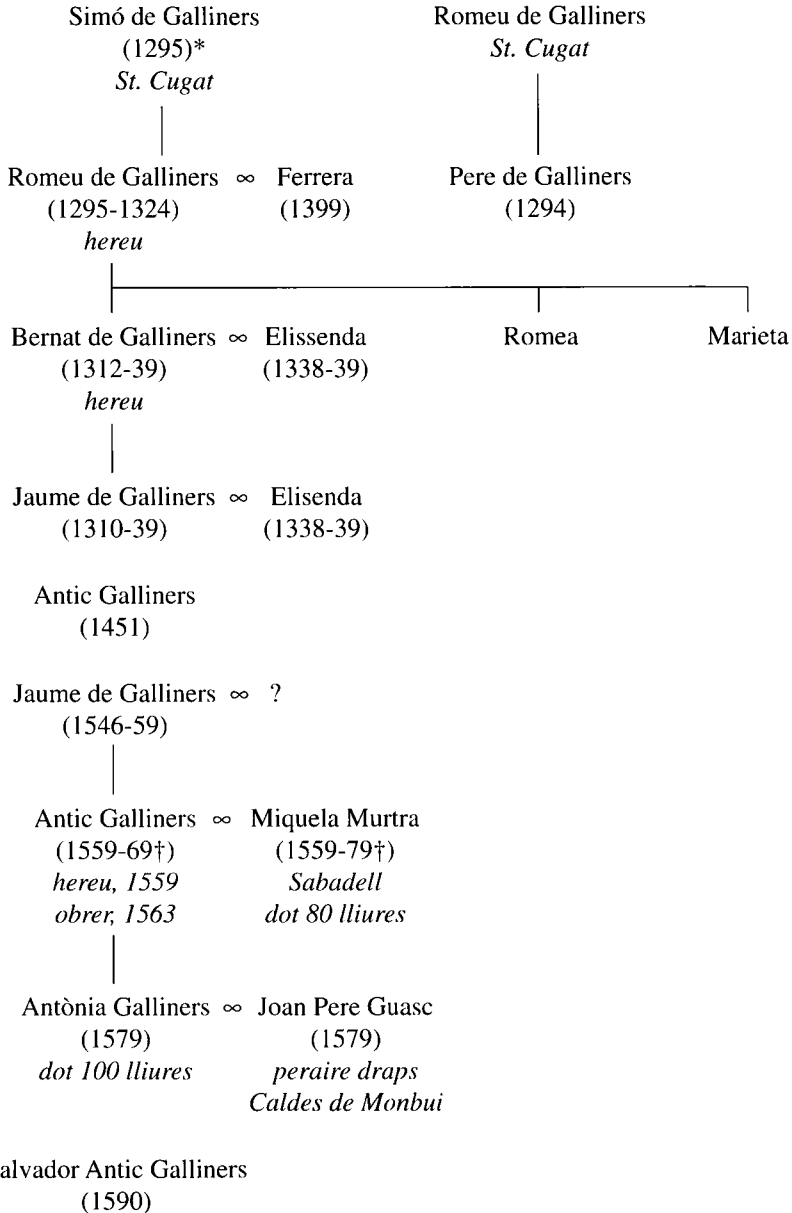 Simó de Galliners Romeu de Galliners
(1295)* St. Cugat
St. Cugat
Romeu de Galliners ∞ Ferrera Pere de Galliners
(1295-1324) (1399) (1294)
hereu
Bernat de Galliners ∞ Elissenda Romea Marieta
(1312-39) (1338-39)
hereu
Jaume de Galliners ∞ Elisenda
(1310-39) (1338-39)
Antic Galliners
(1451)
Jaume de Galliners ∞ ?
(1546-59)
Antic Galliners ∞ Miquela Murtra
(1559-69†) (1559-79†)
hereu, 1559 Sabadell
obrer, 1563 dot 80 lliures
Antònia Galliners ∞ Joan Pere Guasc
(1579) (1579)
dot 100 lliures peraire draps
Caldes de Monbui
alvador Antic Galliners
(1590)